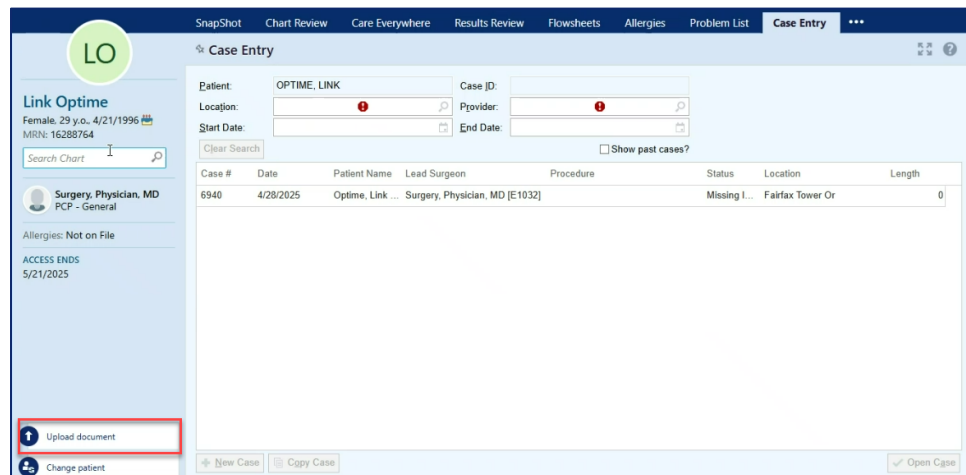 SnapShot Chart Review Care Everywhere Results Review Flowsheets Allergies Problem List Case Entry •••
LO
Case Entry
Link Optime
Female, 29 y.o., 4/21/1996
MRN: 16288764
Search Chart
Surgery, Physician, MD
PCP - General
Allergies: Not on File
ACCESS ENDS
5/21/2025
Upload document
Change patient
Patient: OPTIME, LINK Case ID:
Location: Provider:
Start Date: End Date:
Clear Search Show past cases?
Case # Date Patient Name Lead Surgeon Procedure Status Location Length
6940 4/28/2025 Optime, Link ... Surgery, Physician, MD [E1032] Missing I... Fairfax Tower Or 0
New Case Copy Case Open Case